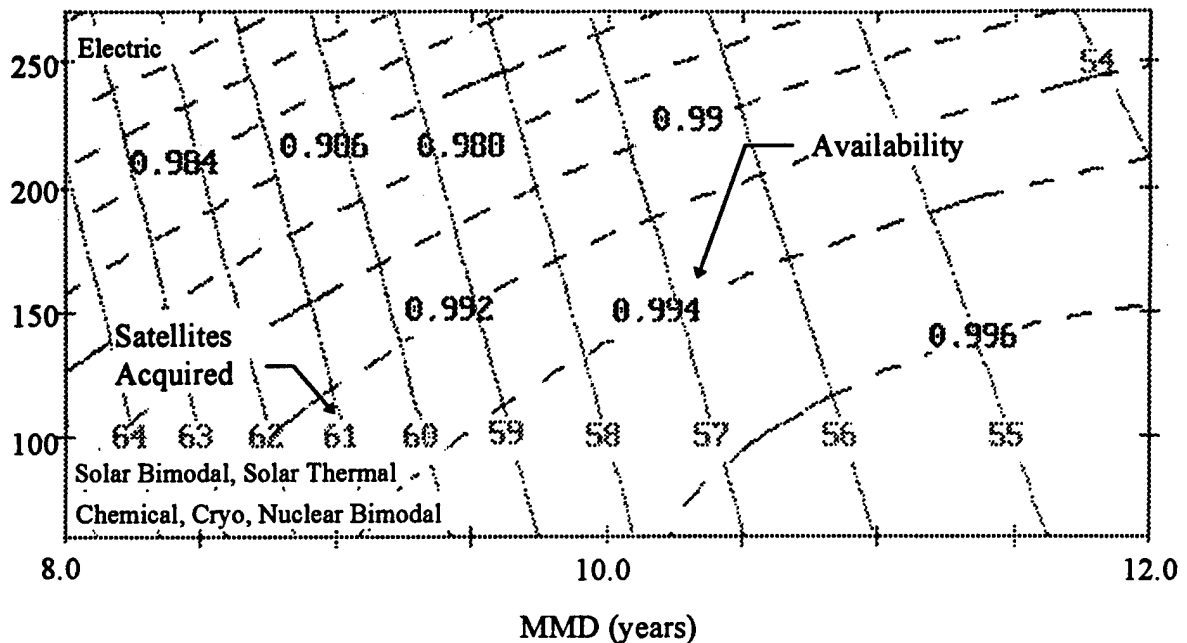 250
Electric
54
0.99
0.984
0.986
0.980
Availability
200
0.992
0.994
0.996
150
Satellites
Acquired
100
64 63 62 61 60 59 58 57 56 55
Solar Bimodal, Solar Thermal
Chemical, Cryo, Nuclear Bimodal
8.0 10.0 12.0
MMD (years)